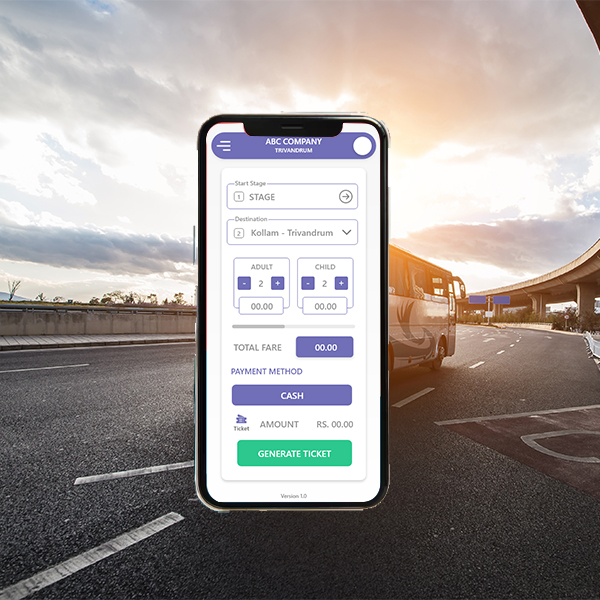 ABC COMPANY
TRIVANDRUM
Start Stage
1 STAGE
Destination
2 Kollam - Trivandrum
ADULT CHILD
- 2 + - 2 +
00.00 00.00
TOTAL FARE 00.00
PAYMENT METHOD
CASH
Ticket AMOUNT RS. 00.00
GENERATE TICKET
Version 1.0